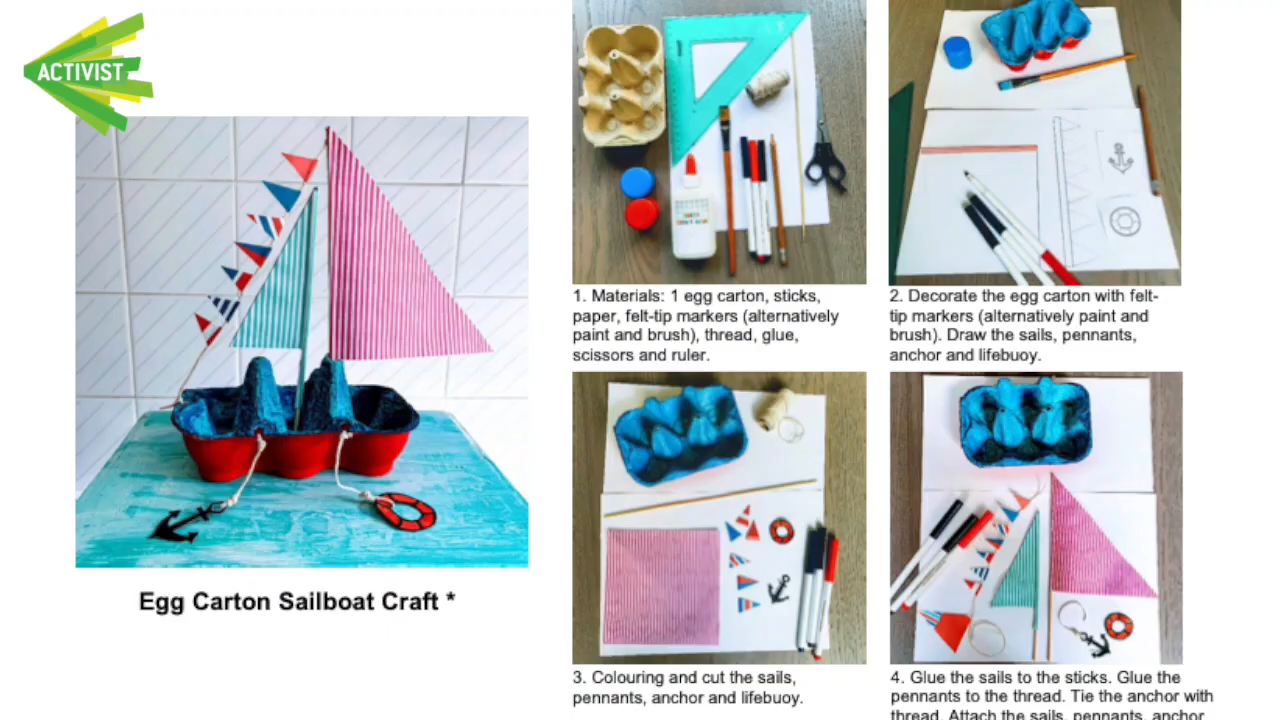 ACTIVIST
Egg Carton Sailboat Craft *
1. Materials: 1 egg carton, sticks,
paper, felt-tip markers (alternatively
paint and brush), thread, glue,
scissors and ruler.
2. Decorate the egg carton with felt-
tip markers (alternatively paint and
brush). Draw the sails, pennants,
anchor and lifebuoy.
3. Colouring and cut the sails,
pennants, anchor and lifebuoy.
4. Glue the sails to the sticks. Glue the
pennants to the thread. Tie the anchor with
thread. Attach the sails, pennants, anchor